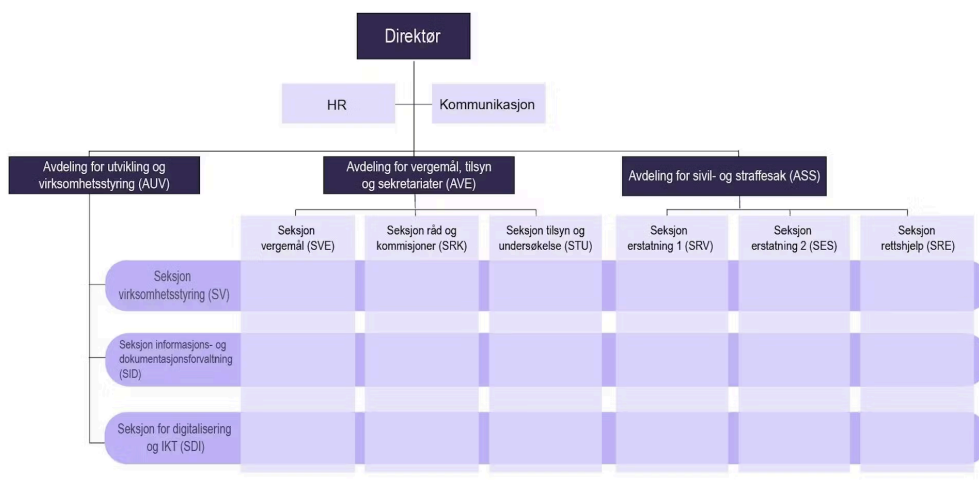 Direktør
HR
Kommunikasjon
Avdeling for utvikling og
virksomhetsstyring (AUV)
Avdeling for vergemål, tilsyn
og sekretariater (AVE)
Avdeling for sivil- og straffesak (ASS)
Seksjon
vergemål (SVE)
Seksjon råd og
kommisjoner (SRK)
Seksjon tilsyn og
undersøkelse (STU)
Seksjon
erstatning 1 (SRV)
Seksjon
erstatning 2 (SES)
Seksjon
rettshjelp (SRE)
Seksjon
virksomhetsstyring (SV)
Seksjon informasjons- og
dokumentasjonsforvaltning
(SID)
Seksjon for digitalisering
og IKT (SDI)